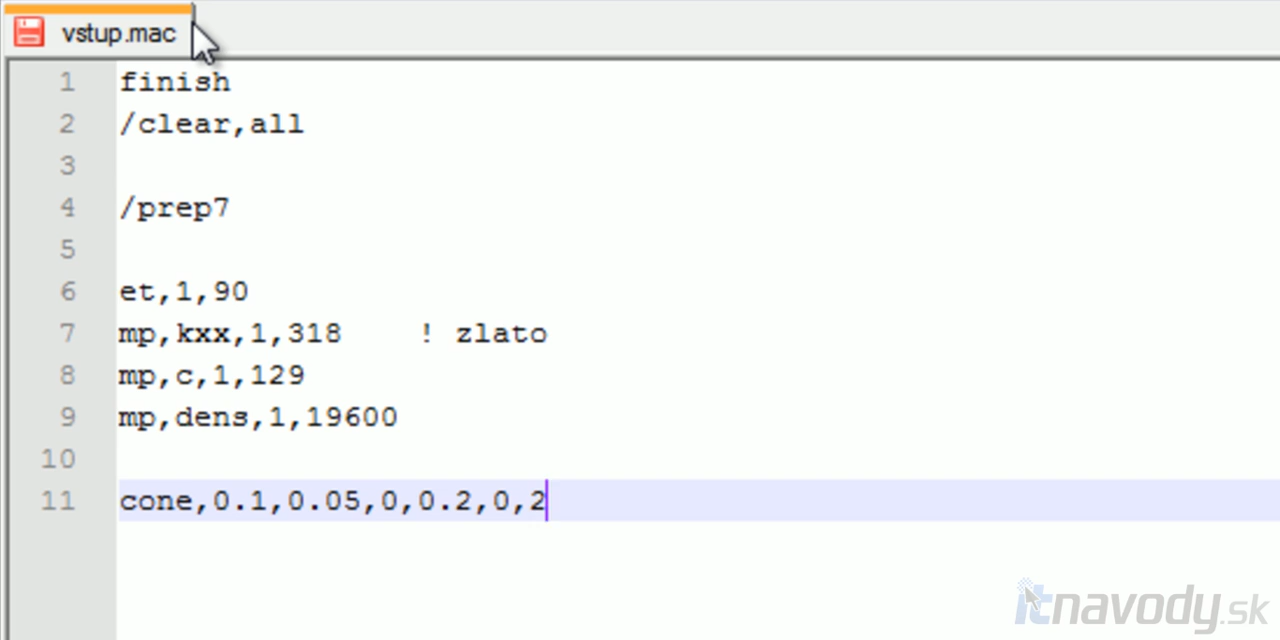 vstup.mac
1 finish
2 /clear,all
3
4 /prep7
5
6 et,1,90
7 mp,kxx,1,318    ! zlato
8 mp,c,1,129
9 mp,dens,1,19600
10
11 cone,0.1,0.05,0,0.2,0,2
itnavody.sk